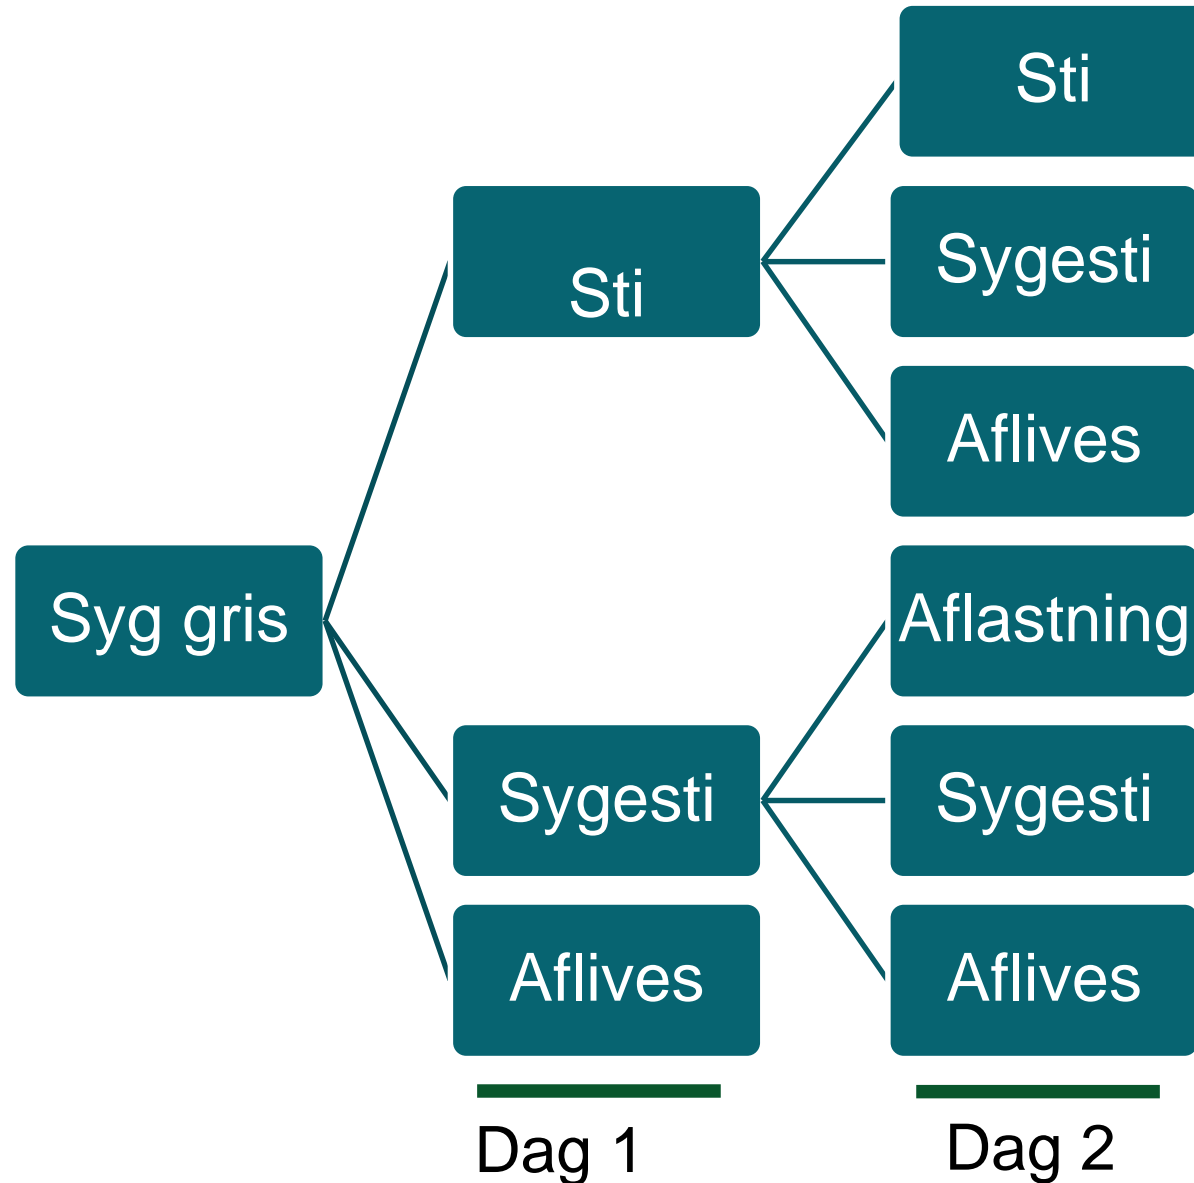 Syg gris
Sti
Sygesti
Aflives
Sti
Sygesti
Aflives
Aflastning
Sygesti
Aflives
Dag 1
Dag 2